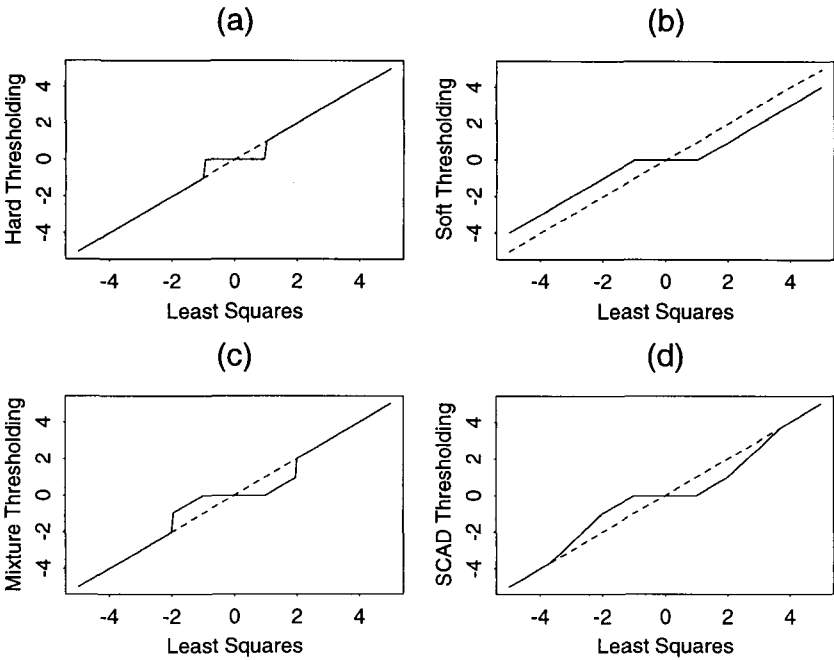 (a)
Hard Thresholding
4
2
0
-2
-4
-4 -2 0 2 4
Least Squares
(b)
Soft Thresholding
4
2
0
-2
-4
-4 -2 0 2 4
Least Squares
(c)
Mixture Thresholding
4
2
0
-2
-4
-4 -2 0 2 4
Least Squares
(d)
SCAD Thresholding
4
2
0
-2
-4
-4 -2 0 2 4
Least Squares